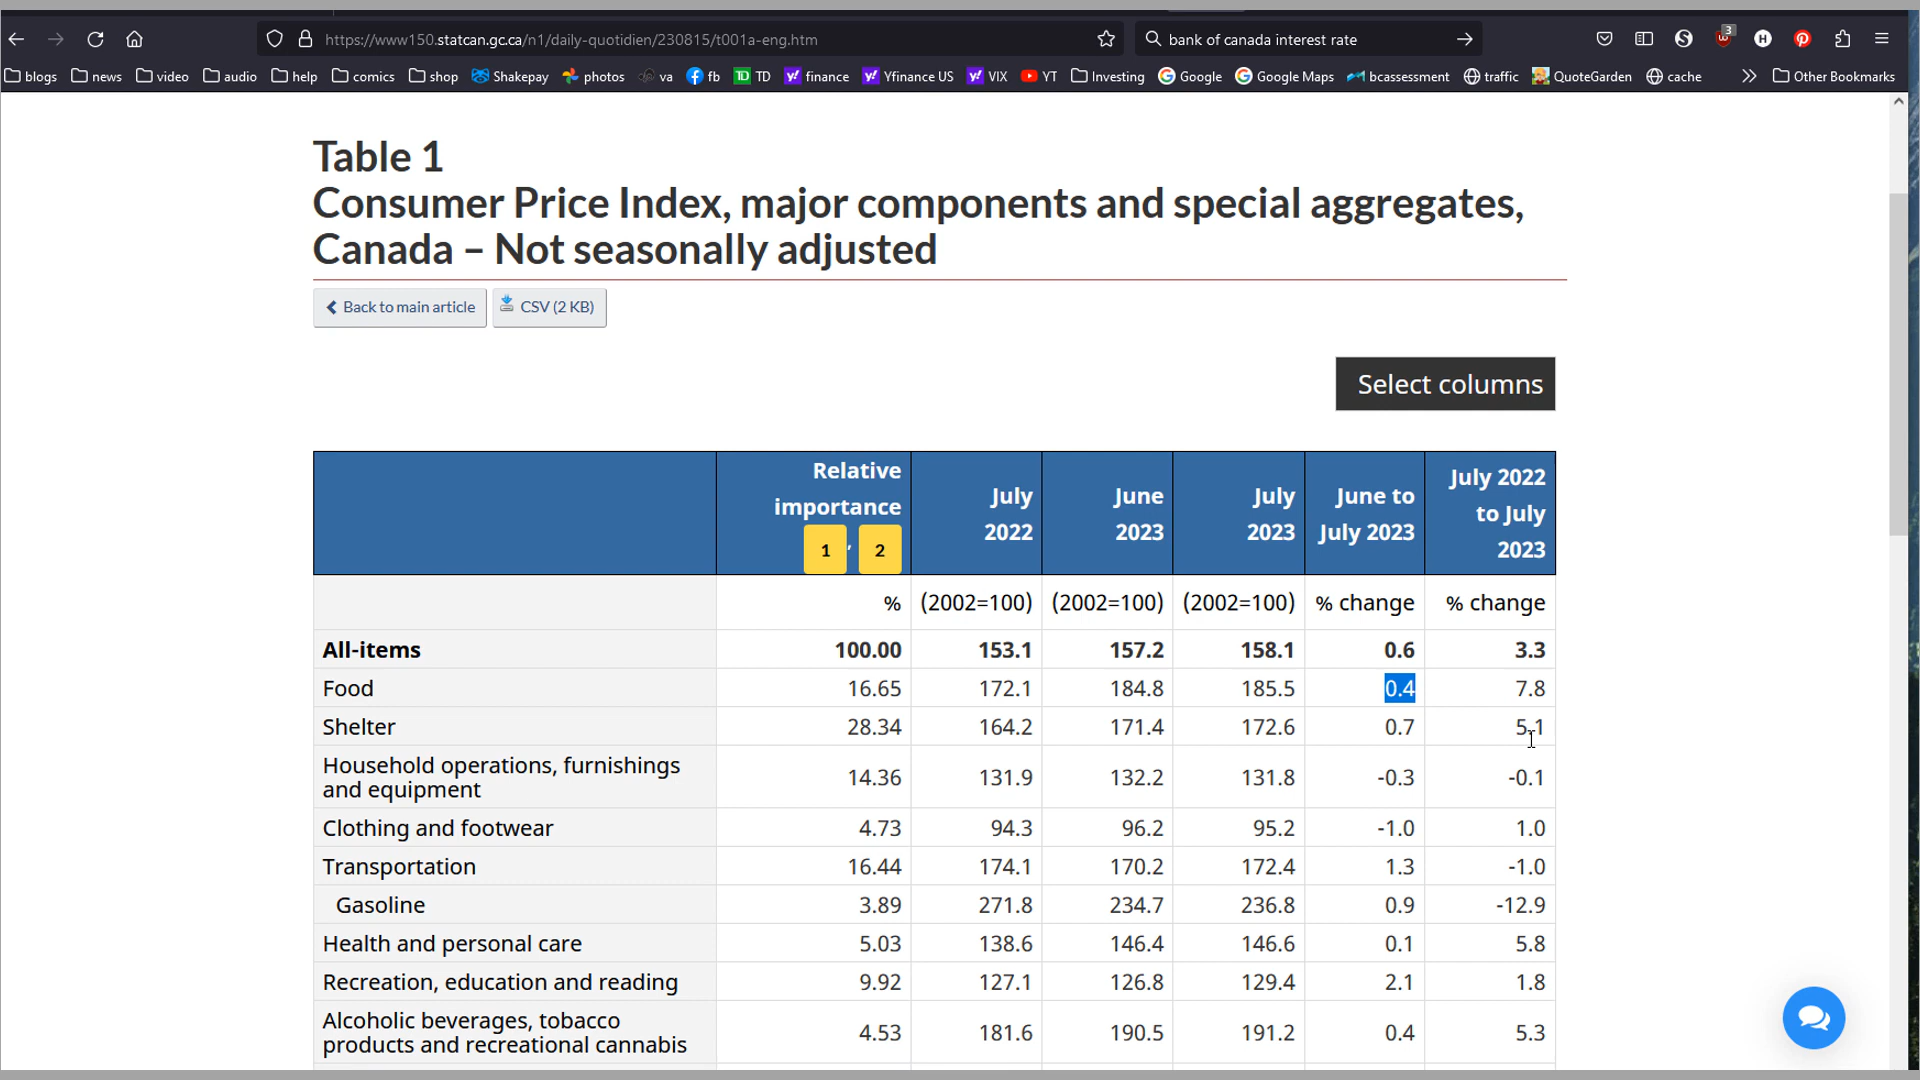 https://www150.statcan.gc.ca/n1/daily-quotidien/230815/t001a-eng.htm
bank of canada interest rate
3
blogs news video audio help comics shop Shakepay photos va fb TD finance Yfinance US VIX YT Investing Google Google Maps bcassessment traffic QuoteGarden cache Other Bookmarks
Table 1
Consumer Price Index, major components and special aggregates,
Canada – Not seasonally adjusted
Back to main article CSV (2 KB)
Select columns
Relative importance 1, 2 July 2022 June 2023 July 2023 June to July 2023 July 2022 to July 2023
% (2002=100) (2002=100) (2002=100) % change % change
All-items 100.00 153.1 157.2 158.1 0.6 3.3
Food 16.65 172.1 184.8 185.5 0.4 7.8
Shelter 28.34 164.2 171.4 172.6 0.7 5.1
Household operations, furnishings
and equipment 14.36 131.9 132.2 131.8 -0.3 -0.1
Clothing and footwear 4.73 94.3 96.2 95.2 -1.0 1.0
Transportation 16.44 174.1 170.2 172.4 1.3 -1.0
Gasoline 3.89 271.8 234.7 236.8 0.9 -12.9
Health and personal care 5.03 138.6 146.4 146.6 0.1 5.8
Recreation, education and reading 9.92 127.1 126.8 129.4 2.1 1.8
Alcoholic beverages, tobacco
products and recreational cannabis 4.53 181.6 190.5 191.2 0.4 5.3